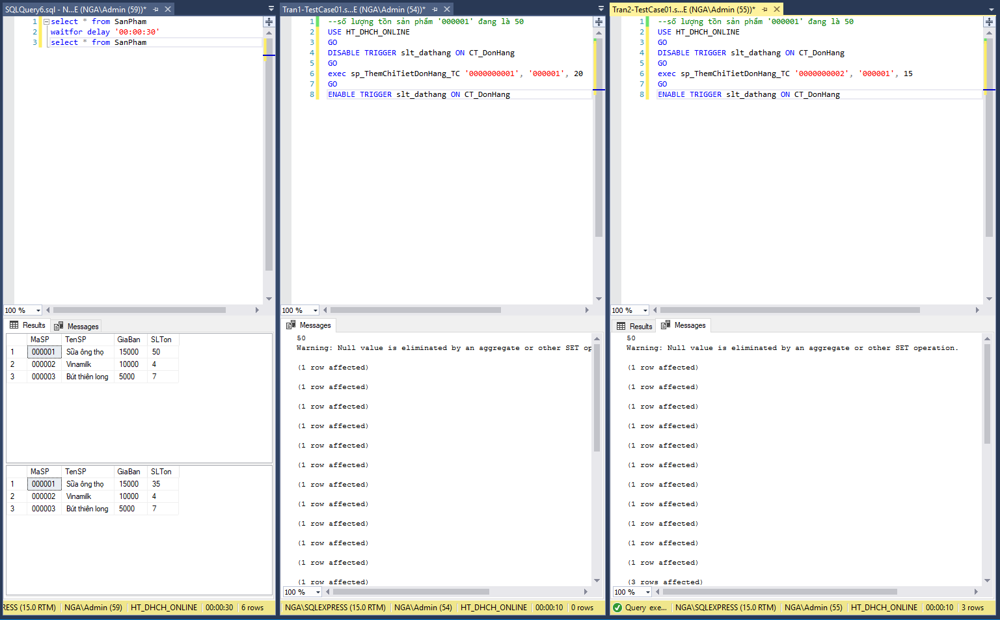 SQLQuery6.sql - N...E (NGA\Admin (59))*
1 select * from SanPham
2 waitfor delay '00:00:30'
3 select * from SanPham
100 %
Results Messages
MaSP TenSP GiaBan SLTon
1 000001 Sữa ông thọ 15000 50
2 000002 Vinamilk 10000 4
3 000003 Bút thiên long 5000 7
MaSP TenSP GiaBan SLTon
1 000001 Sữa ông thọ 15000 35
2 000002 Vinamilk 10000 4
3 000003 Bút thiên long 5000 7
RESS (15.0 RTM) NGA\Admin (59) HT_DHCH_ONLINE 00:00:30 6 rows
Tran1-TestCase01.s...E (NGA\Admin (54))*
1 --số lượng tồn sản phẩm '000001' đang là 50
2 USE HT_DHCH_ONLINE
3 GO
4 DISABLE TRIGGER slt_dathang ON CT_DonHang
5 GO
6 exec sp_ThemChiTietDonHang_TC '0000000001', '000001', 20
7 GO
8 ENABLE TRIGGER slt_dathang ON CT_DonHang
100 %
Messages
50
Warning: Null value is eliminated by an aggregate or other SET op
(1 row affected)
(1 row affected)
(1 row affected)
(1 row affected)
(1 row affected)
(1 row affected)
(1 row affected)
(1 row affected)
(1 row affected)
(1 row affected)
(1 row affected)
(1 row affected)
100 %
NGA\SQLEXPRESS (15.0 RTM) NGA\Admin (54) HT_DHCH_ONLINE 00:00:10 0 rows
Tran2-TestCase01.s...E (NGA\Admin (55))*
1 --số lượng tồn sản phẩm '000001' đang là 50
2 USE HT_DHCH_ONLINE
3 GO
4 DISABLE TRIGGER slt_dathang ON CT_DonHang
5 GO
6 exec sp_ThemChiTietDonHang_TC '0000000002', '000001', 15
7 GO
8 ENABLE TRIGGER slt_dathang ON CT_DonHang
100 %
Results Messages
50
Warning: Null value is eliminated by an aggregate or other SET operation.
(1 row affected)
(1 row affected)
(1 row affected)
(1 row affected)
(1 row affected)
(1 row affected)
(1 row affected)
(1 row affected)
(1 row affected)
(1 row affected)
(1 row affected)
(3 rows affected)
100 %
Query exe... NGA\SQLEXPRESS (15.0 RTM) NGA\Admin (55) HT_DHCH_ONLINE 00:00:10 3 rows